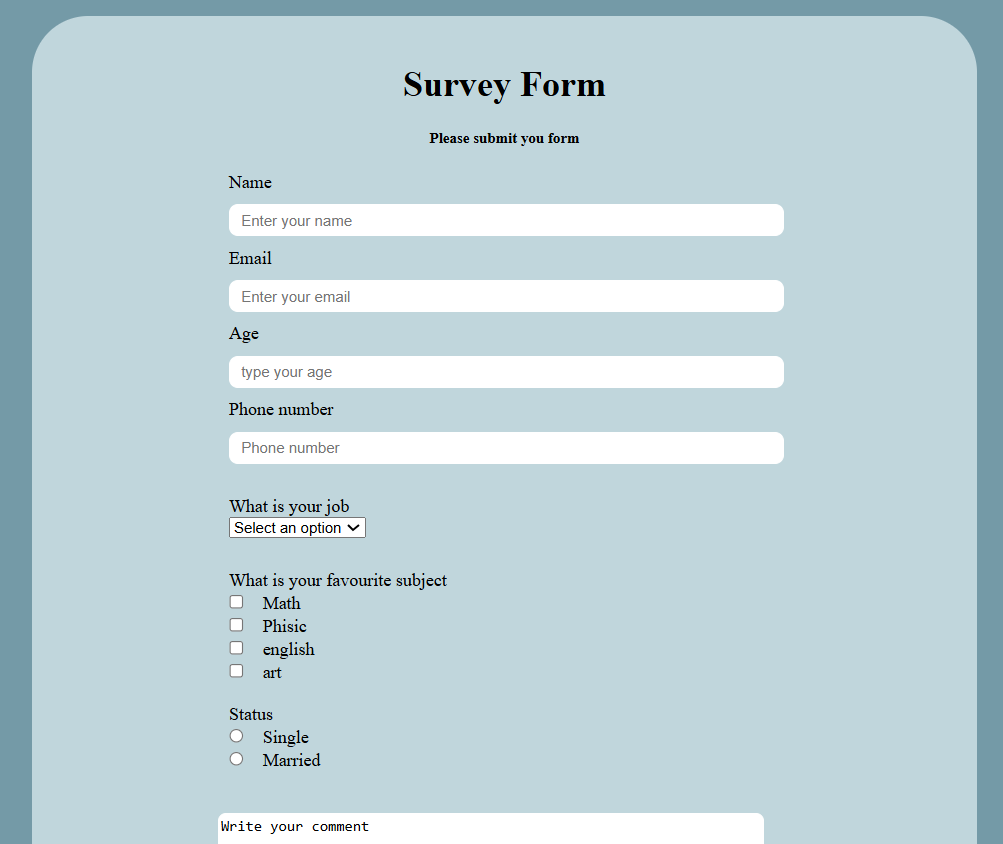 Survey Form
Please submit you form
Name
Enter your name
Email
Enter your email
Age
type your age
Phone number
Phone number
What is your job
Select an option
What is your favourite subject
Math
Phisic
english
art
Status
Single
Married
Write your comment